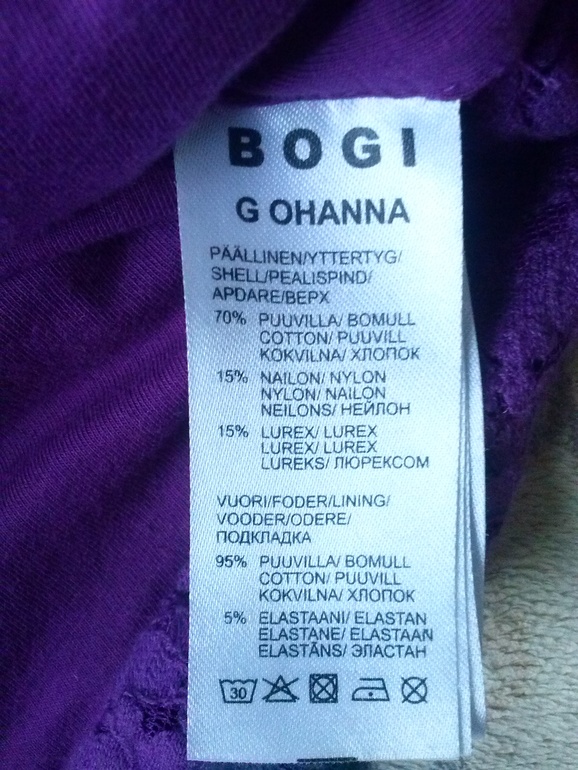 BOGI
G OHANNA
PÄÄLLINEN/YTTERTYG/
SHELL/PEALISPIND/
APDARE/ВЕРХ
70% PUUVILLA/ BOMULL
COTTON/ PUUVILL
KOKVILNA/ ХЛОПОК
15% NAILON/ NYLON
NYLON/ NAILON
NEILONS/ НЕЙЛОН
15% LUREX/ LUREX
LUREX/ LUREX
LUREKS/ ЛЮРЕКСОМ
VUORI/FODER/LINING/
VOODER/ODERE/
ПОДКЛАДКА
95% PUUVILLA/ BOMULL
COTTON/ PUUVILL
KOKVILNA/ ХЛОПОК
5% ELASTAANI/ ELASTAN
ELASTANE/ ELASTAAN
ELASTĀNS/ ЭЛАСТАН
30